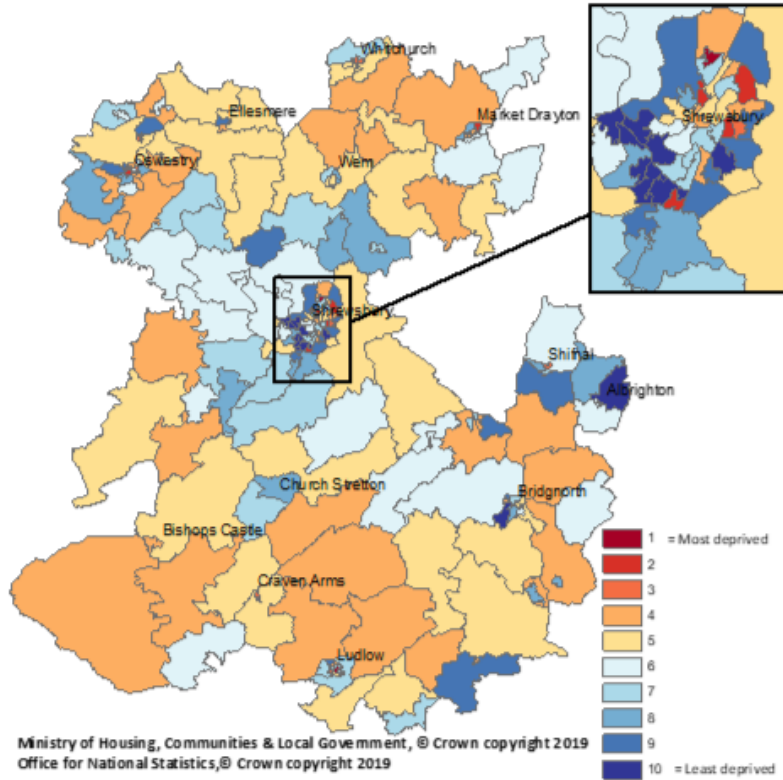 Whitchurch
Ellesmere
Market Drayton
Oswestry
Wem
Shrewsbury
Shrewsbury
Shifnal
Albrighton
Church Stretton
Bridgnorth
Bishops Castle
Craven Arms
Ludlow
1 = Most deprived
2
3
4
5
6
7
8
9
10 = Least deprived
Ministry of Housing, Communities & Local Government, © Crown copyright 2019
Office for National Statistics,© Crown copyright 2019